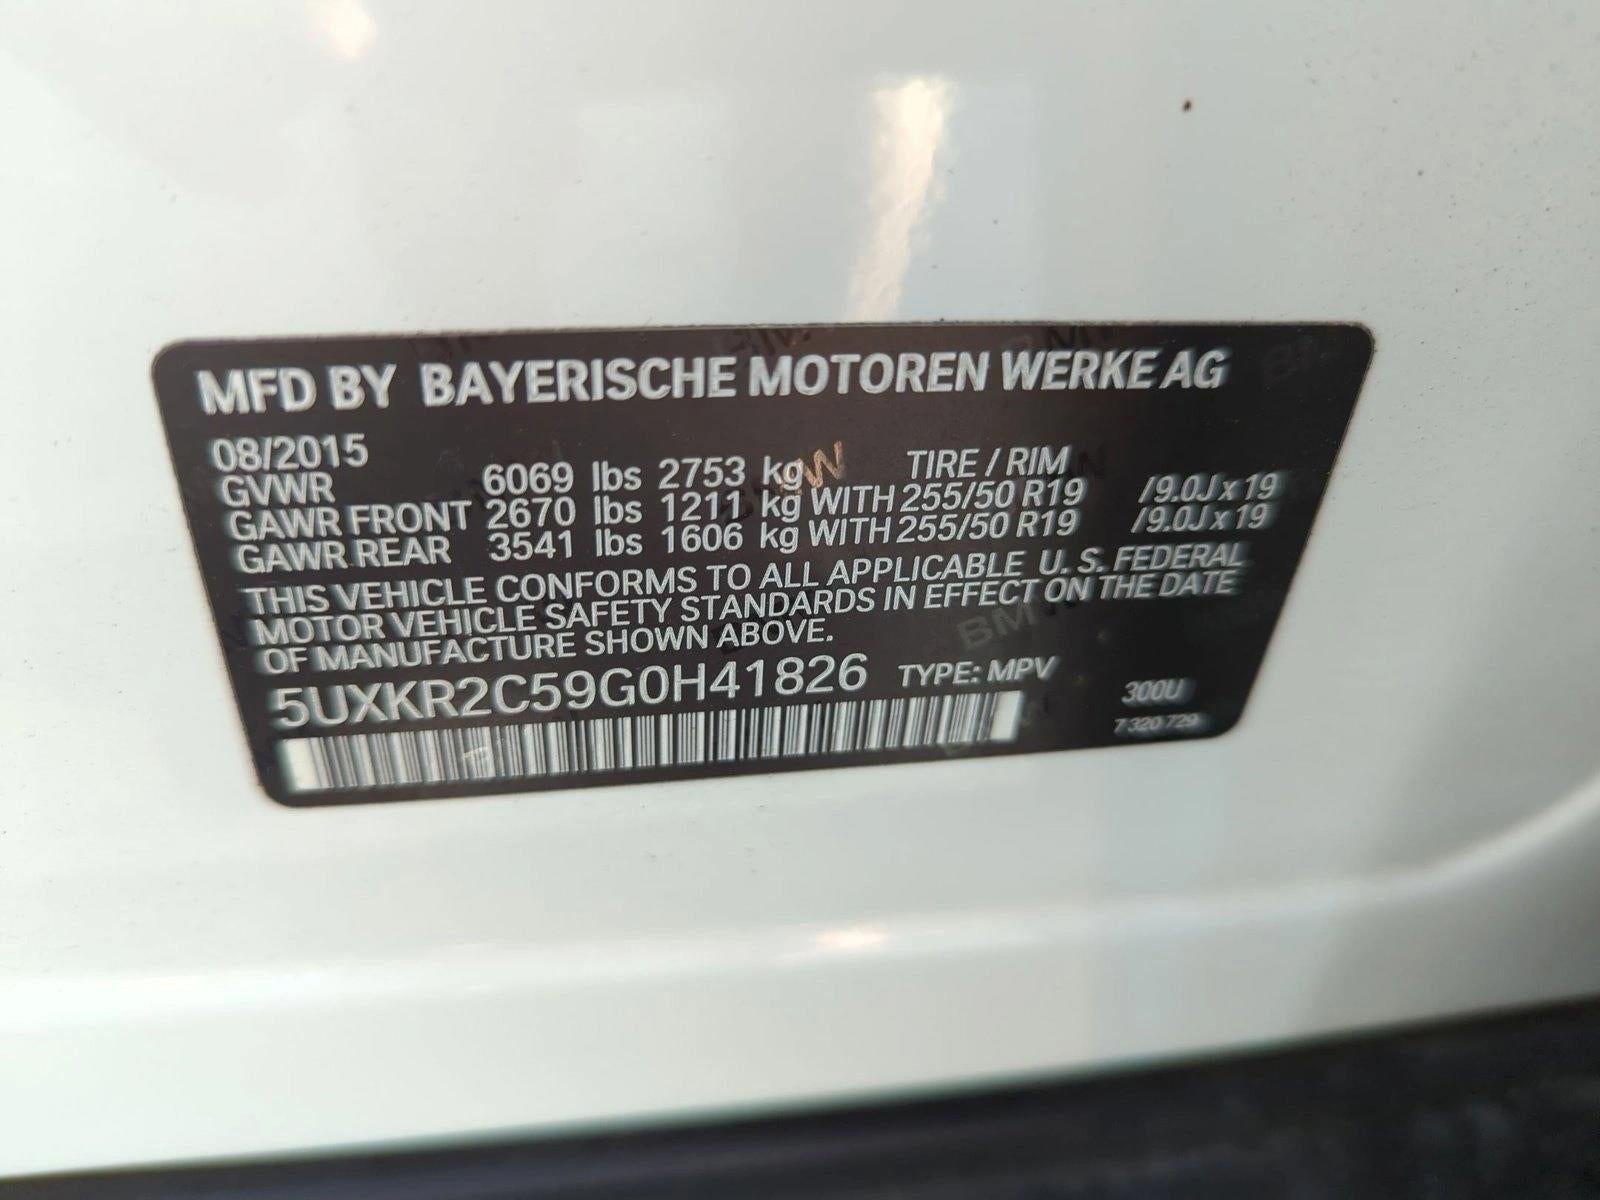 MFD BY BAYERISCHE MOTOREN WERKE AG
08/2015
GVWR 6069 lbs 2753 kg TIRE / RIM
GAWR FRONT 2670 lbs 1211 kg WITH 255/50 R19 /9.0J x 19
GAWR REAR 3541 lbs 1606 kg WITH 255/50 R19 /9.0J x 19
THIS VEHICLE CONFORMS TO ALL APPLICABLE U. S. FEDERAL
MOTOR VEHICLE SAFETY STANDARDS IN EFFECT ON THE DATE
OF MANUFACTURE SHOWN ABOVE.
5UXKR2C59G0H41826 TYPE: MPV
300U
7 320 729